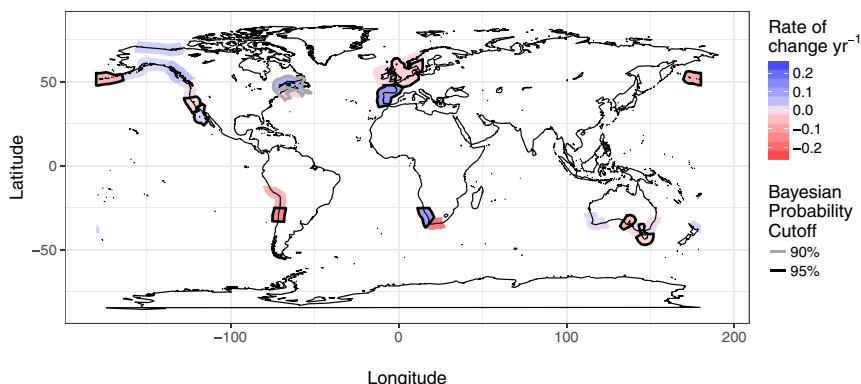 50
0
−50
Latitude
−100
0
100
200
Longitude
Rate of
change yr−1
0.2
0.1
0.0
−0.1
−0.2
Bayesian
Probability
Cutoff
90%
95%